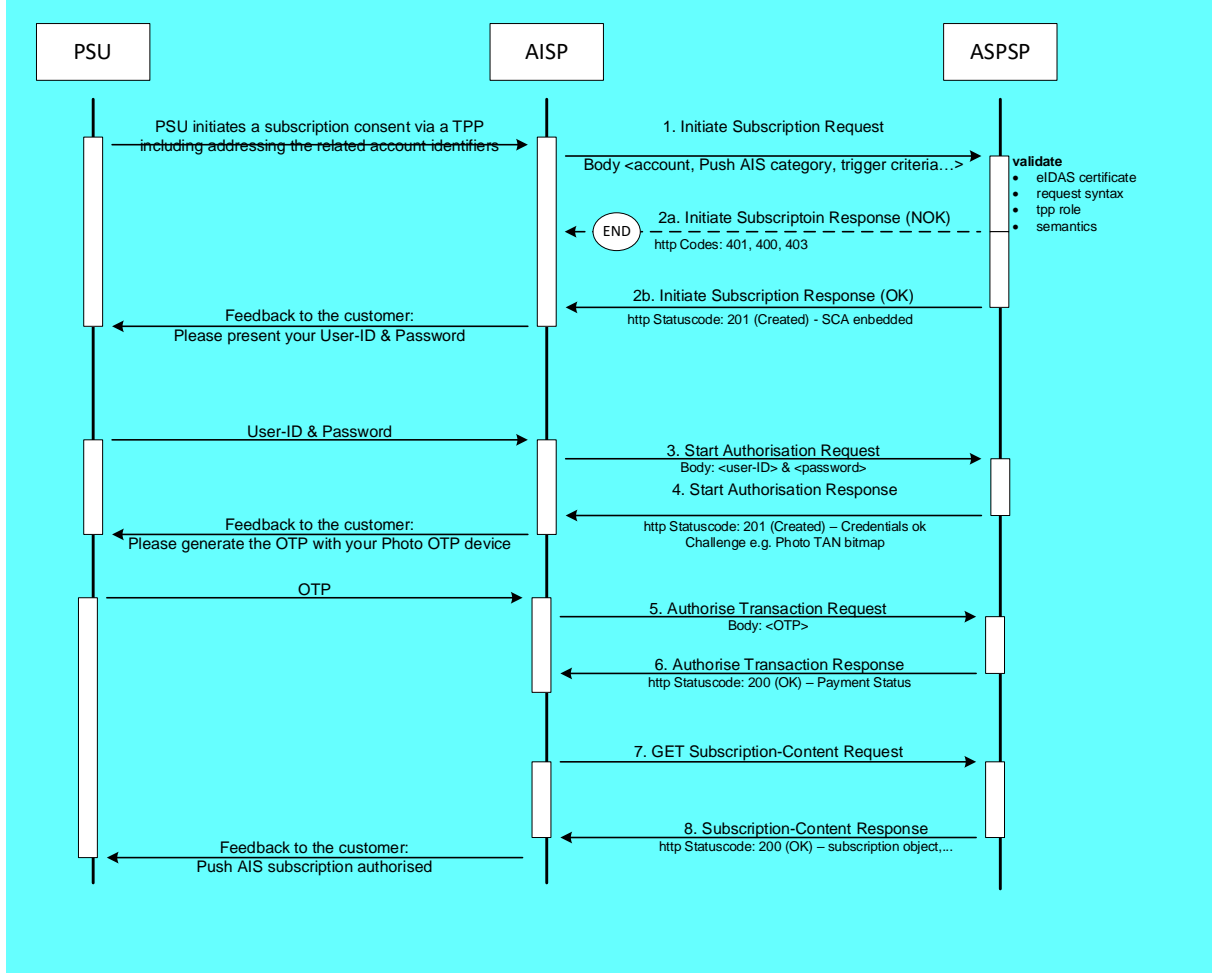 PSU
AISP
ASPSP
PSU initiates a subscription consent via a TPP
including addressing the related account identifiers
1. Initiate Subscription Request
Body <account, Push AIS category, trigger criteria…>
validate
• eIDAS certificate
• request syntax
• tpp role
• semantics
2a. Initiate Subscriptoin Response (NOK)
END
http Codes: 401, 400, 403
2b. Initiate Subscription Response (OK)
http Statuscode: 201 (Created) - SCA enbedded
Feedback to the customer:
Please present your User-ID & Password
User-ID & Password
3. Start Authorisation Request
Body: <user-ID> & <password>
4. Start Authorisation Response
http Statuscode: 201 (Created) – Credentials ok
Challenge e.g. Photo TAN bitmap
Feedback to the customer:
Please generate the OTP with your Photo OTP device
OTP
5. Authorise Transaction Request
Body: <OTP>
6. Authorise Transaction Response
http Statuscode: 200 (OK) – Payment Status
7. GET Subscription-Content Request
8. Subscription-Content Response
http Statuscode: 200 (OK) – subscription object,...
Feedback to the customer:
Push AIS subscription authorised